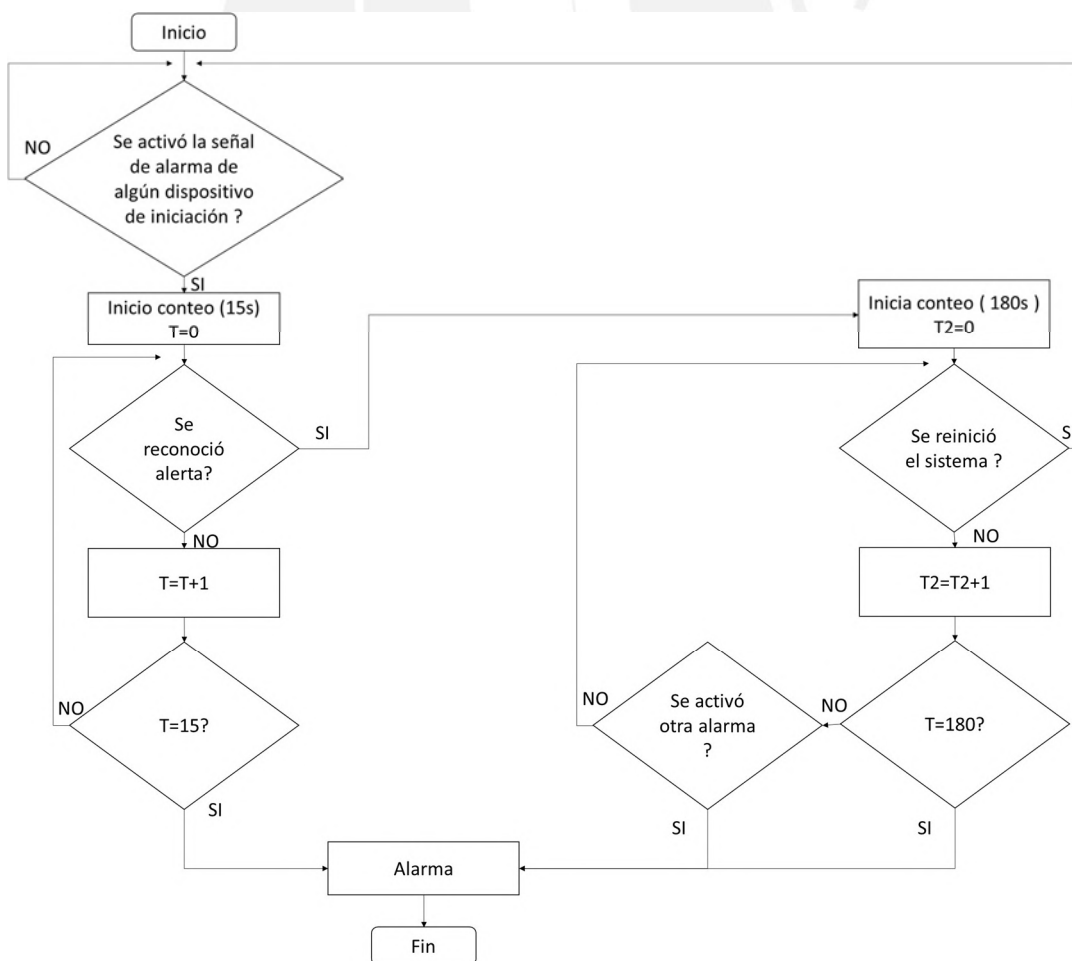 Inicio
NO
Se activó la señal
de alarma de
algún dispositivo
de iniciación ?
SI
Inicio conteo (15s)
T=0
Se
reconoció
alerta?
SI
NO
T=T+1
T=15?
NO
SI
Inicia conteo ( 180s )
T2=0
Se reinició
el sistema ?
S
NO
T2=T2+1
T=180?
NO
SI
Se activó
otra alarma
?
NO
SI
Alarma
Fin